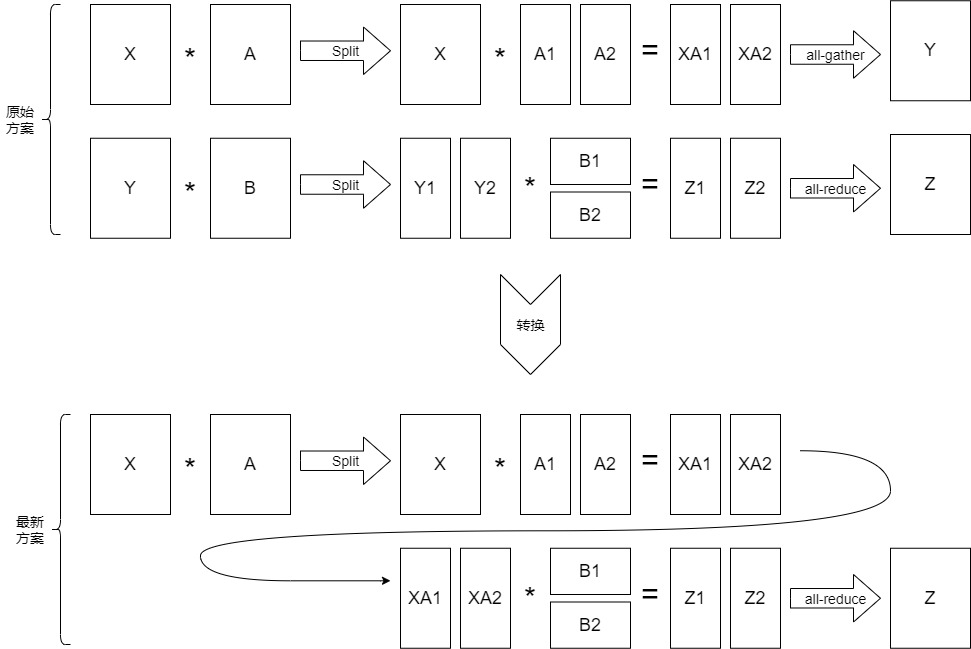 X * A Split X * A1 A2 = XA1 XA2 all-gather Y
原始
方案
Y * B Split Y1 Y2 * B1 = Z1 Z2 all-reduce Z
B2
转换
X * A Split X * A1 A2 = XA1 XA2
最新
方案
XA1 XA2 * B1 = Z1 Z2 all-reduce Z
B2